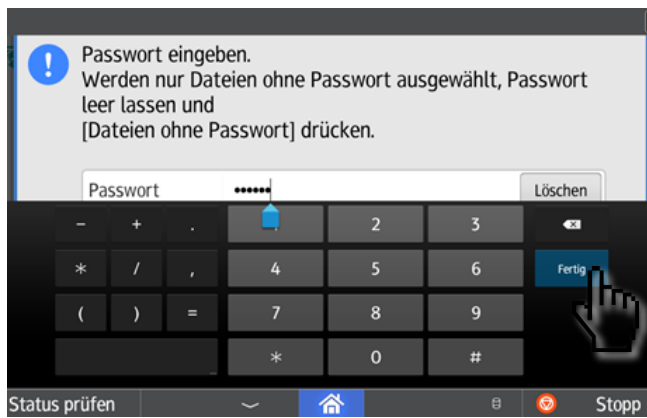 Passwort eingeben.
Werden nur Dateien ohne Passwort ausgewählt, Passwort
leer lassen und
[Dateien ohne Passwort] drücken.
Passwort •••••• Löschen
- + . 2 3
* / , 4 5 6 Fertig
( ) = 7 8 9
* 0 #
Status prüfen Stopp